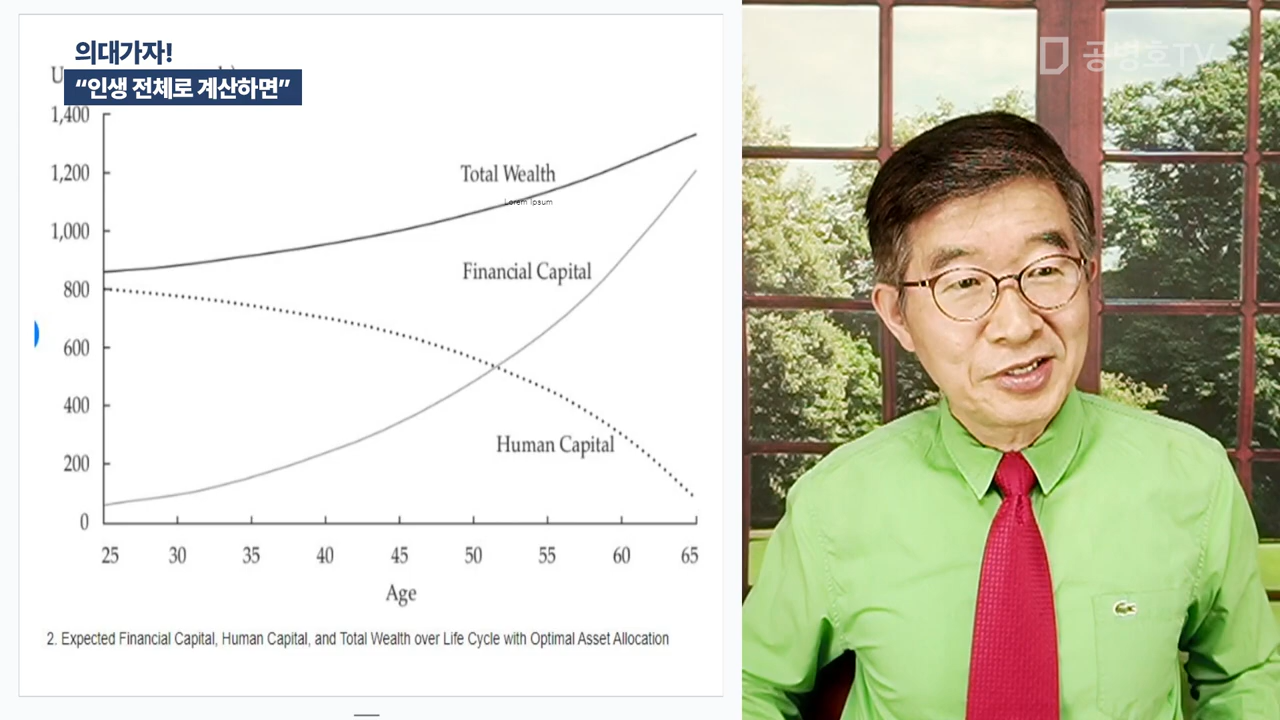 의대가자!
“인생 전체로 계산하면”
공병호TV
1,400
1,200
1,000
800
600
400
200
0
Total Wealth
Lorem Ipsum
Financial Capital
Human Capital
25 30 35 40 45 50 55 60 65
Age
2. Expected Financial Capital, Human Capital, and Total Wealth over Life Cycle with Optimal Asset Allocation